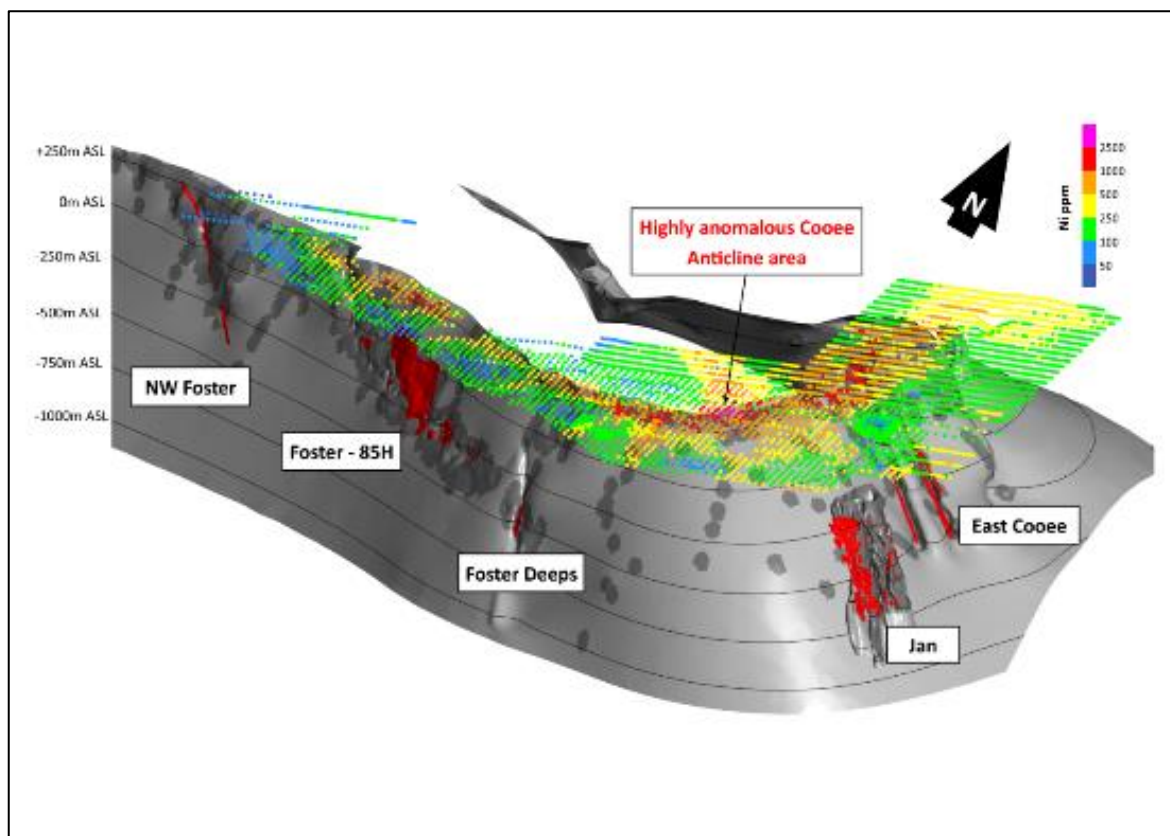 +250m ASL
0m ASL
-250m ASL
-500m ASL
-750m ASL
-1000m ASL
NW Foster
Foster - 85H
Foster Deeps
Highly anomalous Cooee
Anticline area
N
Ni ppm
2500
1000
500
250
100
50
East Cooee
Jan